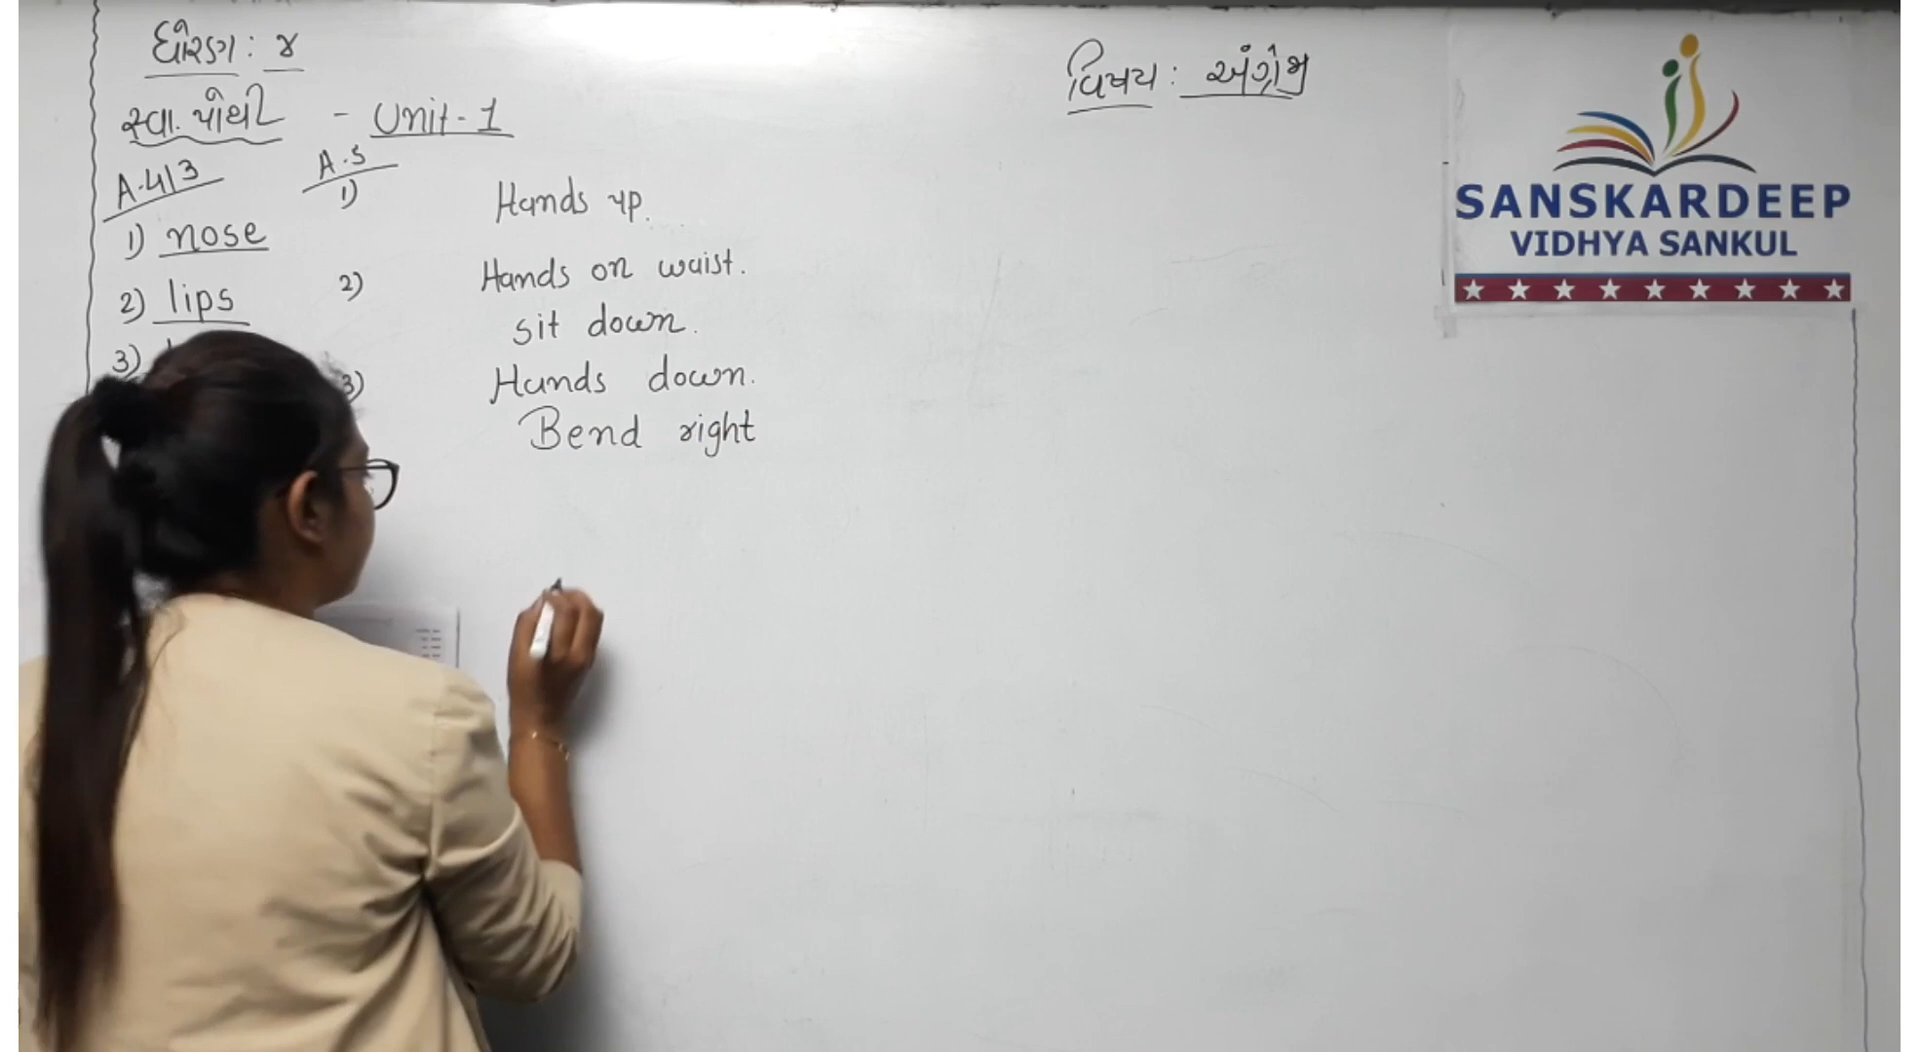 ધોરણ : ૪
વિષય : અંગ્રેજી
સ્વા. પોથી - Unit - 1
A.4/3
1) nose
2) lips
3)
A.5
1) Hands up.
2) Hands on waist.
sit down.
3) Hands down.
Bend right
SANSKARDEEP
VIDHYA SANKUL